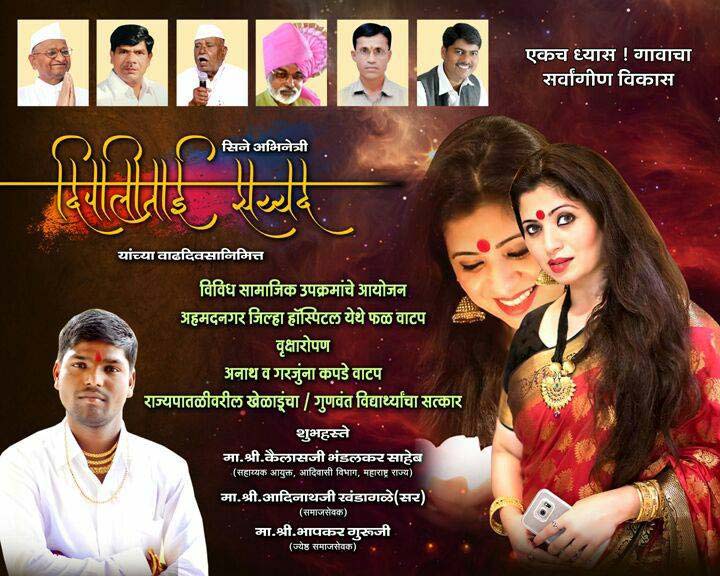 एकच ध्यास ! गावाचा
सर्वांगीण विकास
सिने अभिनेत्री
दिपालीताई सय्यद
यांच्या वाढदिवसानिमित्त
विविध सामाजिक उपक्रमांचे आयोजन
अहमदनगर जिल्हा हॉस्पिटल येथे फळ वाटप
वृक्षारोपण
अनाथ व गरजुंना कपडे वाटप
राज्यपातळीवरील खेळाडूंचा / गुणवंत विद्यार्थ्यांचा सत्कार
शुभहस्ते
मा.श्री.कैलासजी भंडलकर साहेब
(सहाय्यक आयुक्त, आदिवासी विभाग, महाराष्ट्र राज्य)
मा.श्री.आदिनाथजी खंडागळे(सर)
(समाजसेवक)
मा.श्री.भापकर गुरूजी
(ज्येष्ठ समाजसेवक)